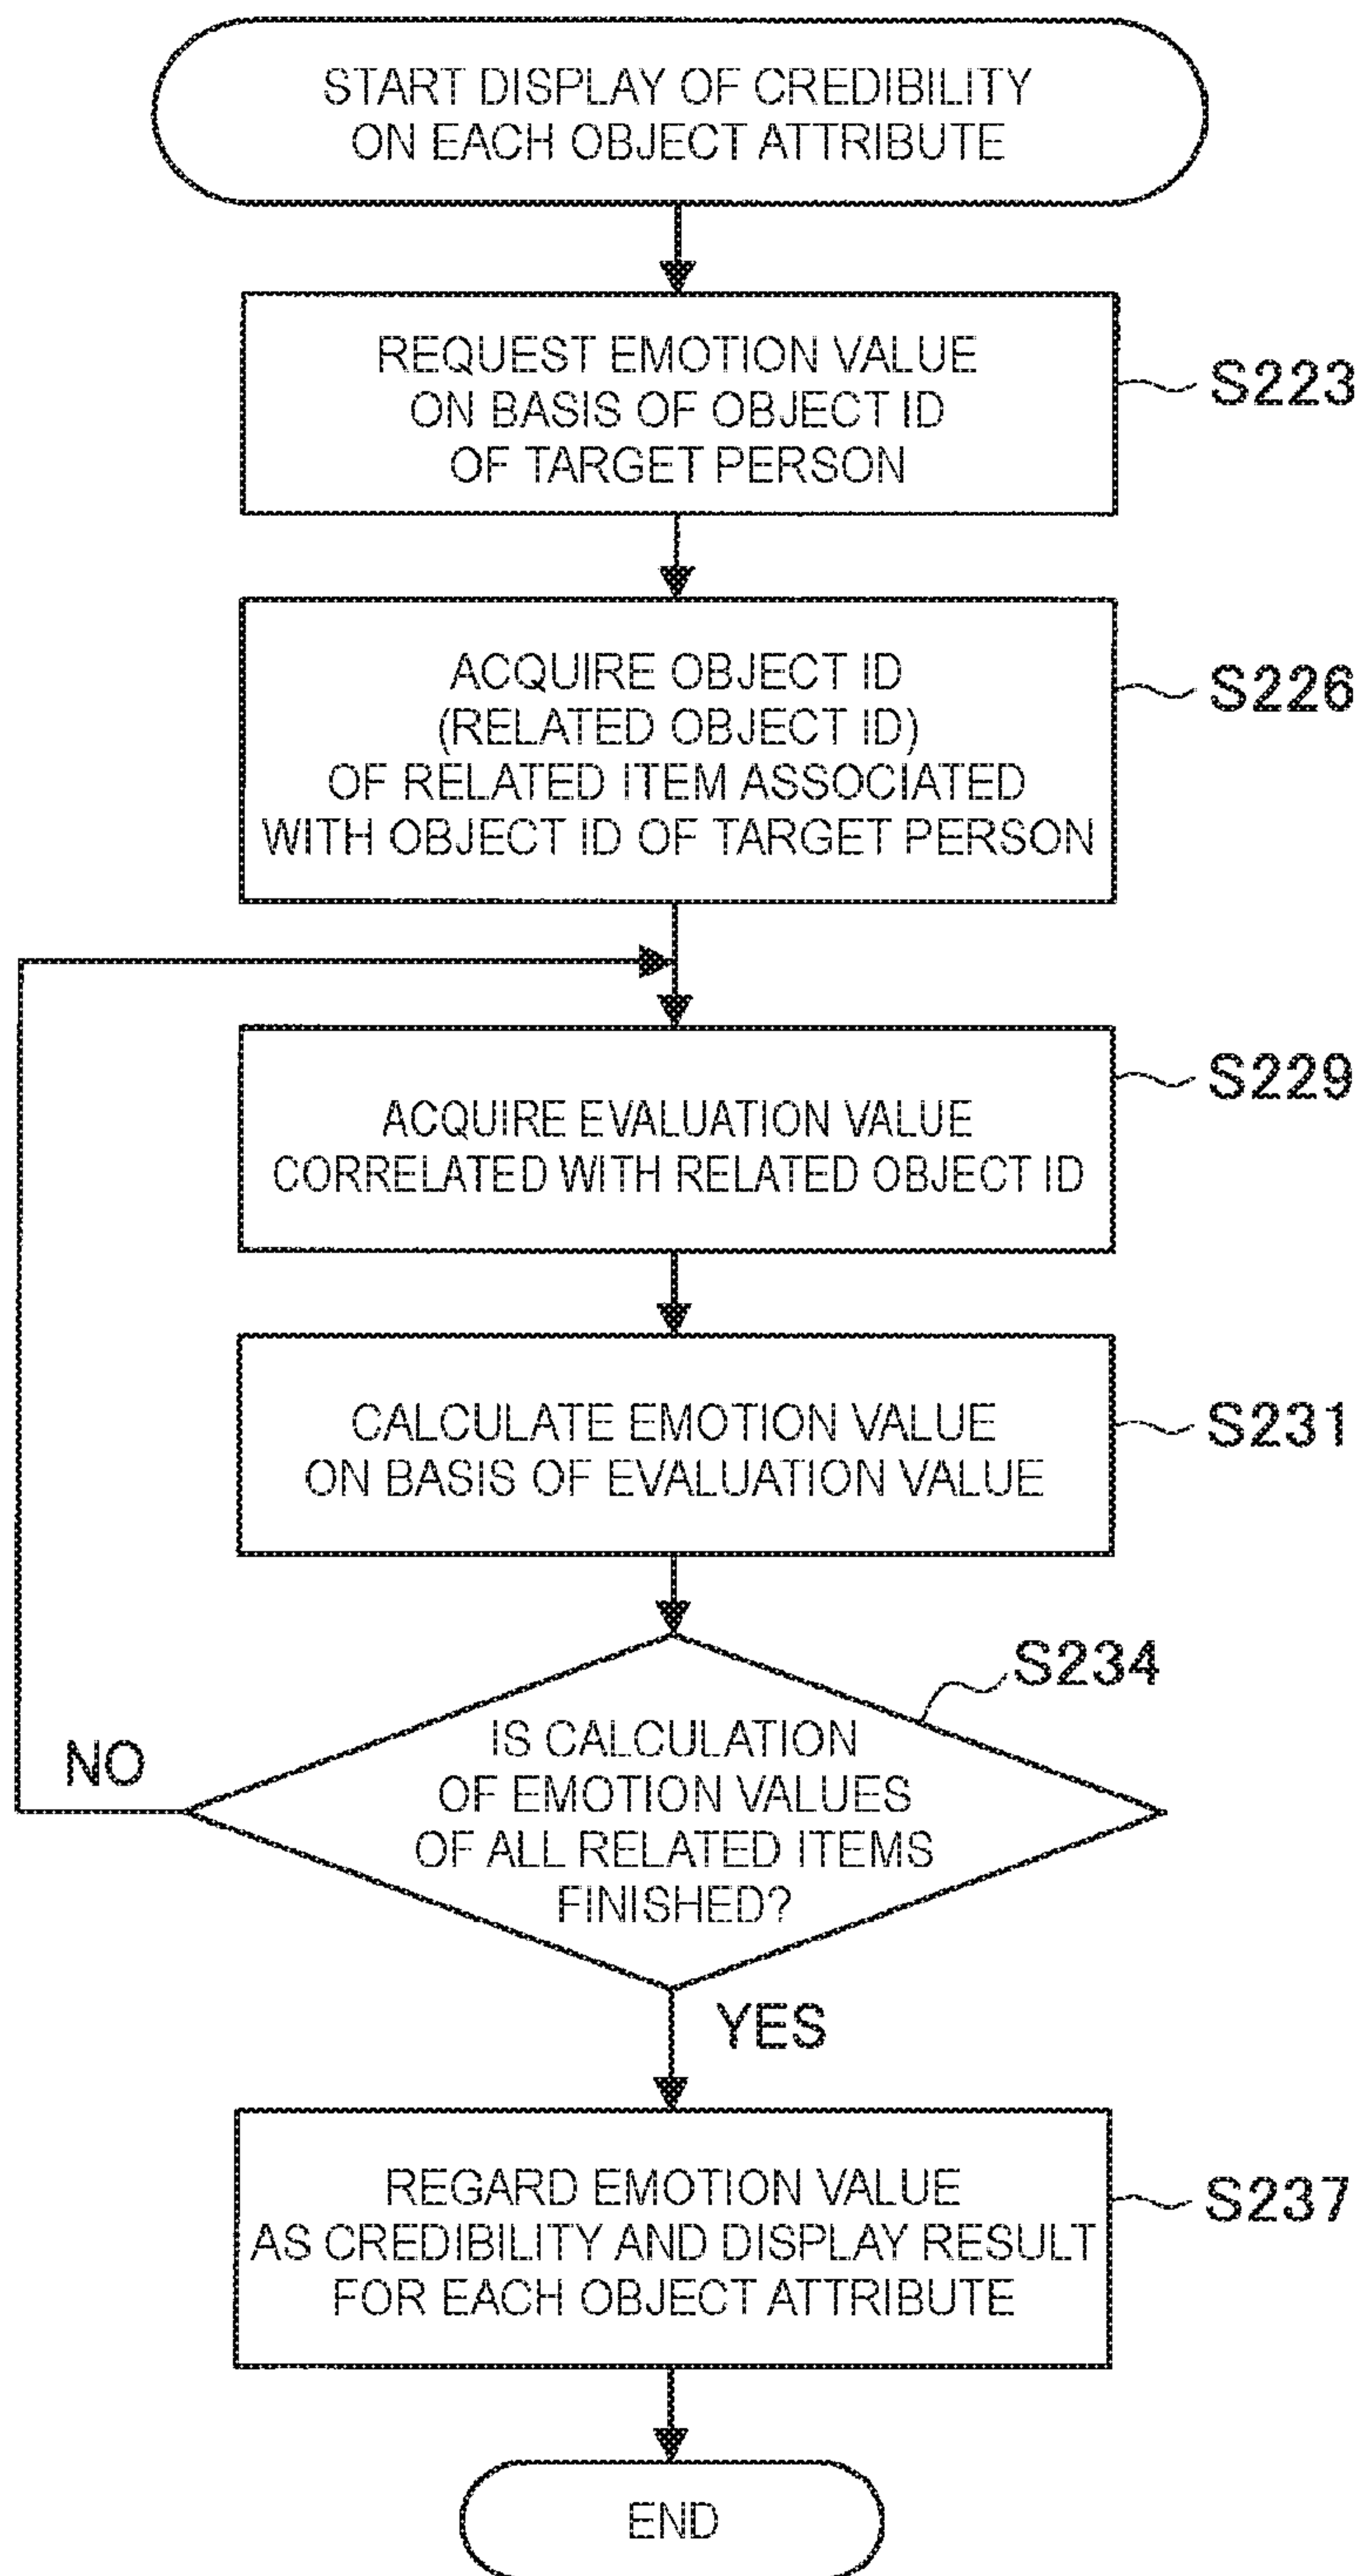 START DISPLAY OF CREDIBILITY
ON EACH OBJECT ATTRIBUTE
REQUEST EMOTION VALUE
ON BASIS OF OBJECT ID
OF TARGET PERSON
S223
ACQUIRE OBJECT ID
(RELATED OBJECT ID)
OF RELATED ITEM ASSOCIATED
WITH OBJECT ID OF TARGET PERSON
S226
ACQUIRE EVALUATION VALUE
CORRELATED WITH RELATED OBJECT ID
S229
CALCULATE EMOTION VALUE
ON BASIS OF EVALUATION VALUE
S231
S234
IS CALCULATION
OF EMOTION VALUES
OF ALL RELATED ITEMS
FINISHED?
NO
YES
REGARD EMOTION VALUE
AS CREDIBILITY AND DISPLAY RESULT
FOR EACH OBJECT ATTRIBUTE
S237
END